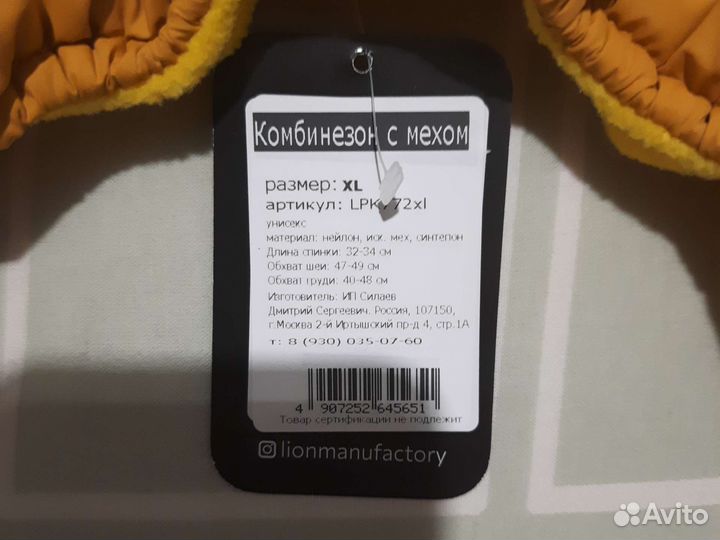 Комбинезон с мехом
размер: XL
артикул: 72xl
унисекс
материал: нейлон, иск. мех, синтепон
Длина спинки: 32-34 см
Обхват шеи: 47-49 см
Обхват груди: 40-48 см
Изготовитель: ИП Силаев
Дмитрий Сергеевич. Россия, 107150,
г.Москва 2-й Иртышский пр-д 4, стр.1А
т: 8 (930) 035-07-60
4 907252 645651
Товар сертификации не подлежит
lionmanufactory
Avito